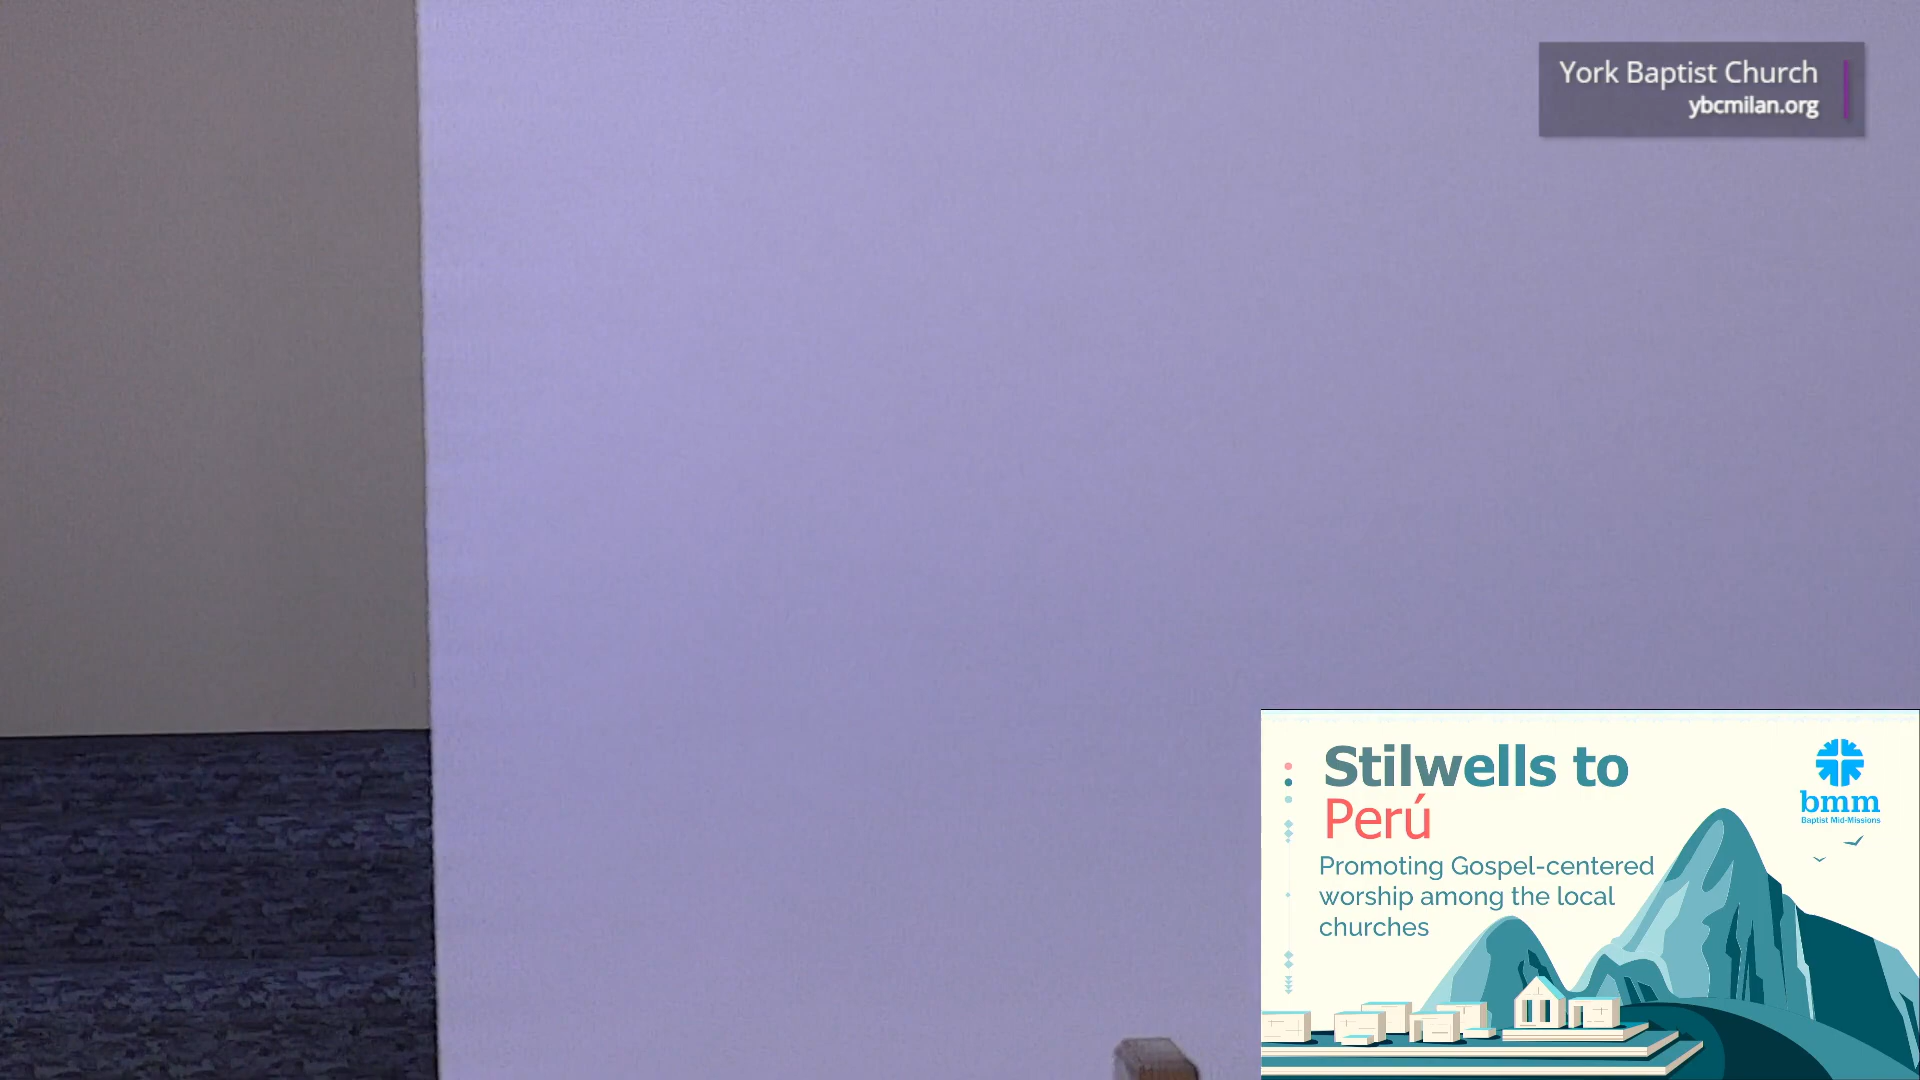 York Baptist Church
ybcmilan.org
Stilwells to
Perú
Promoting Gospel-centered
worship among the local
churches
bmm
Baptist Mid-Missions